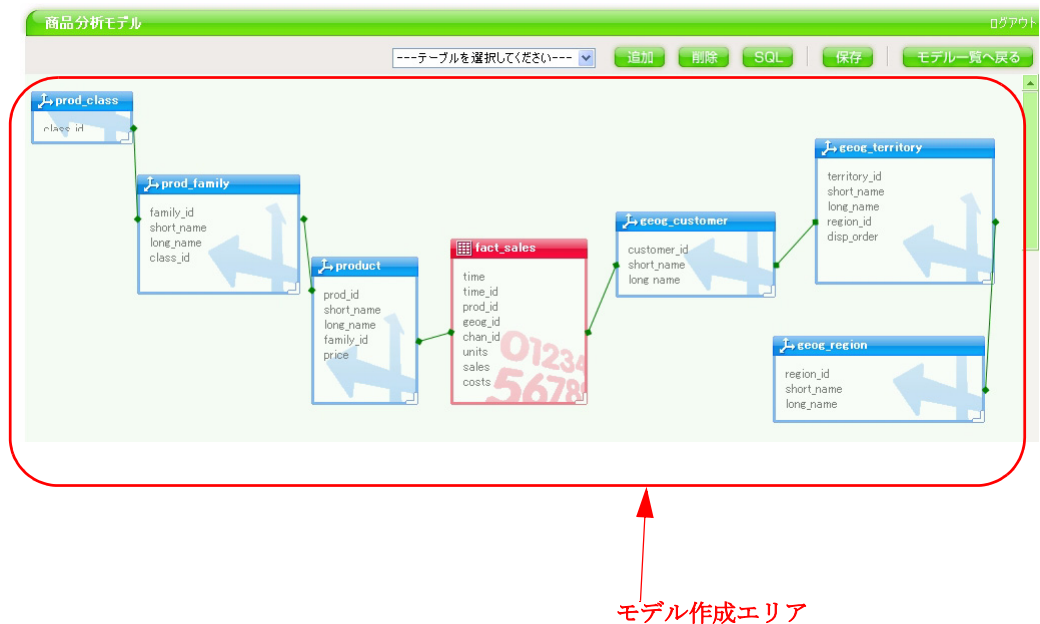 商品分析モデル
ログアウト
---テーブルを選択してください---
追加
削除
SQL
保存
モデル一覧へ戻る
prod_class
class_id
prod_family
family_id
short_name
long_name
class_id
product
prod_id
short_name
long_name
family_id
price
fact_sales
time
time_id
prod_id
geog_id
chan_id
units
sales
costs
01234
56789
geog_customer
customer_id
short_name
long_name
geog_territory
territory_id
short_name
long_name
region_id
disp_order
geog_region
region_id
short_name
long_name
モデル作成エリア